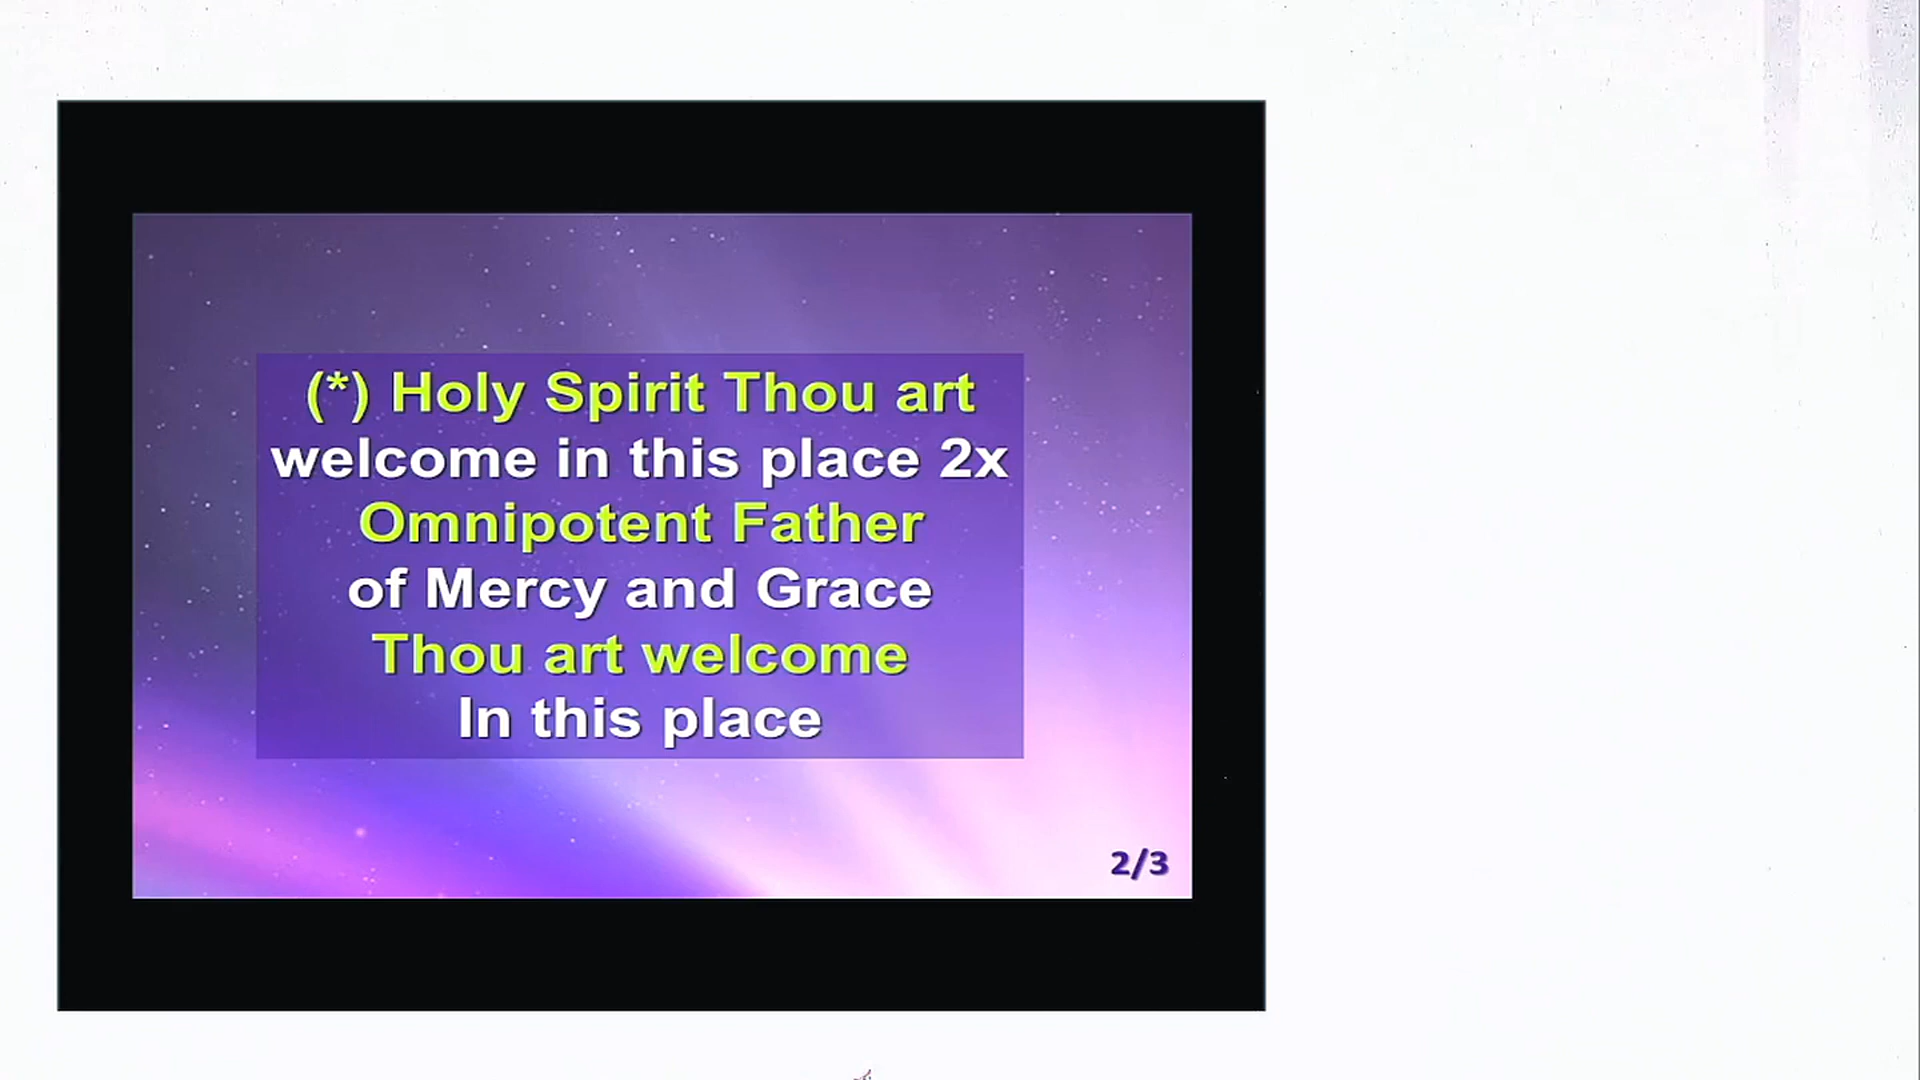 (*) Holy Spirit Thou art
welcome in this place 2x
Omnipotent Father
of Mercy and Grace
Thou art welcome
In this place
2/3